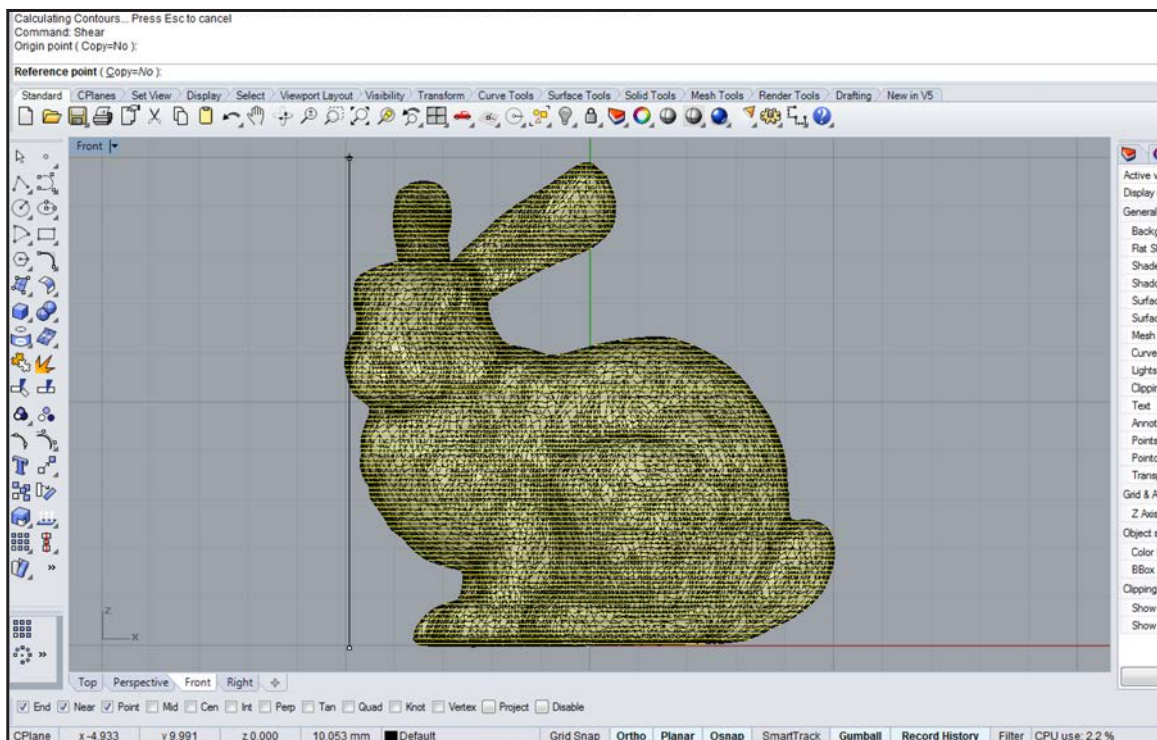 Calculating Contours... Press Esc to cancel
Command: Shear
Origin point ( Copy=No ):
Reference point ( Copy=No ):
Standard CPlanes Set View Display Select Viewport Layout Visibility Transform Curve Tools Surface Tools Solid Tools Mesh Tools Render Tools Drafting New in V5
Front
Active v
Display
General
Backg
Flat S
Shade
Shado
Surfac
Surfac
Mesh
Curve
Lights
Clippin
Text
Annot
Points
Pointc
Transp
Grid & A
Z Axis
Object
Color
BBox
Clipping
Show
Show
z
x
Top Perspective Front Right
End Near Point Mid Cen Int Perp Tan Quad Knot Vertex Project Disable
CPlane x -4.933 y 9.991 z 0.000 10.053 mm Default Grid Snap Ortho Planar Osnap SmartTrack Gumball Record History Filter CPU use: 2.2 %